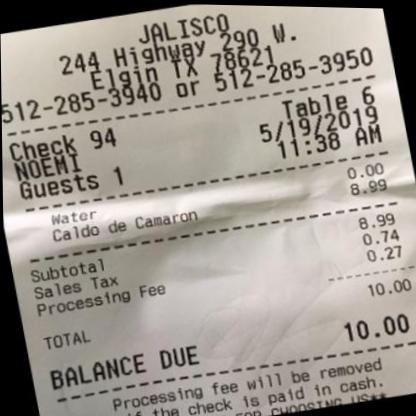 JALISCO
244 Highway 290 W.
Elgin TX 78621
512-285-3940 or 512-285-3950
Check 94 Table 6
NOEMI 5/19/2019
Guests 1 11:38 AM
Water 0.00
Caldo de Camaron 8.99
Subtotal 8.99
Sales Tax 0.74
Processing Fee 0.27
TOTAL 10.00
BALANCE DUE 10.00
Processing fee will be removed
if the check is paid in cash.
FOR CHOOSING US**